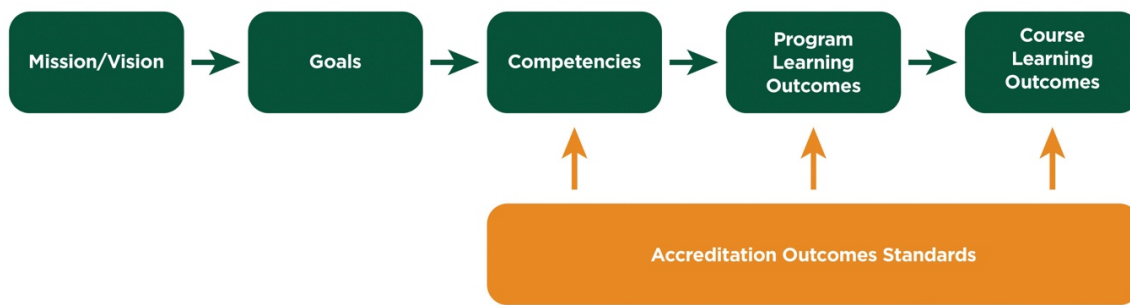 Mission/Vision
Goals
Competencies
Program
Learning
Outcomes
Course
Learning
Outcomes
Accreditation Outcomes Standards